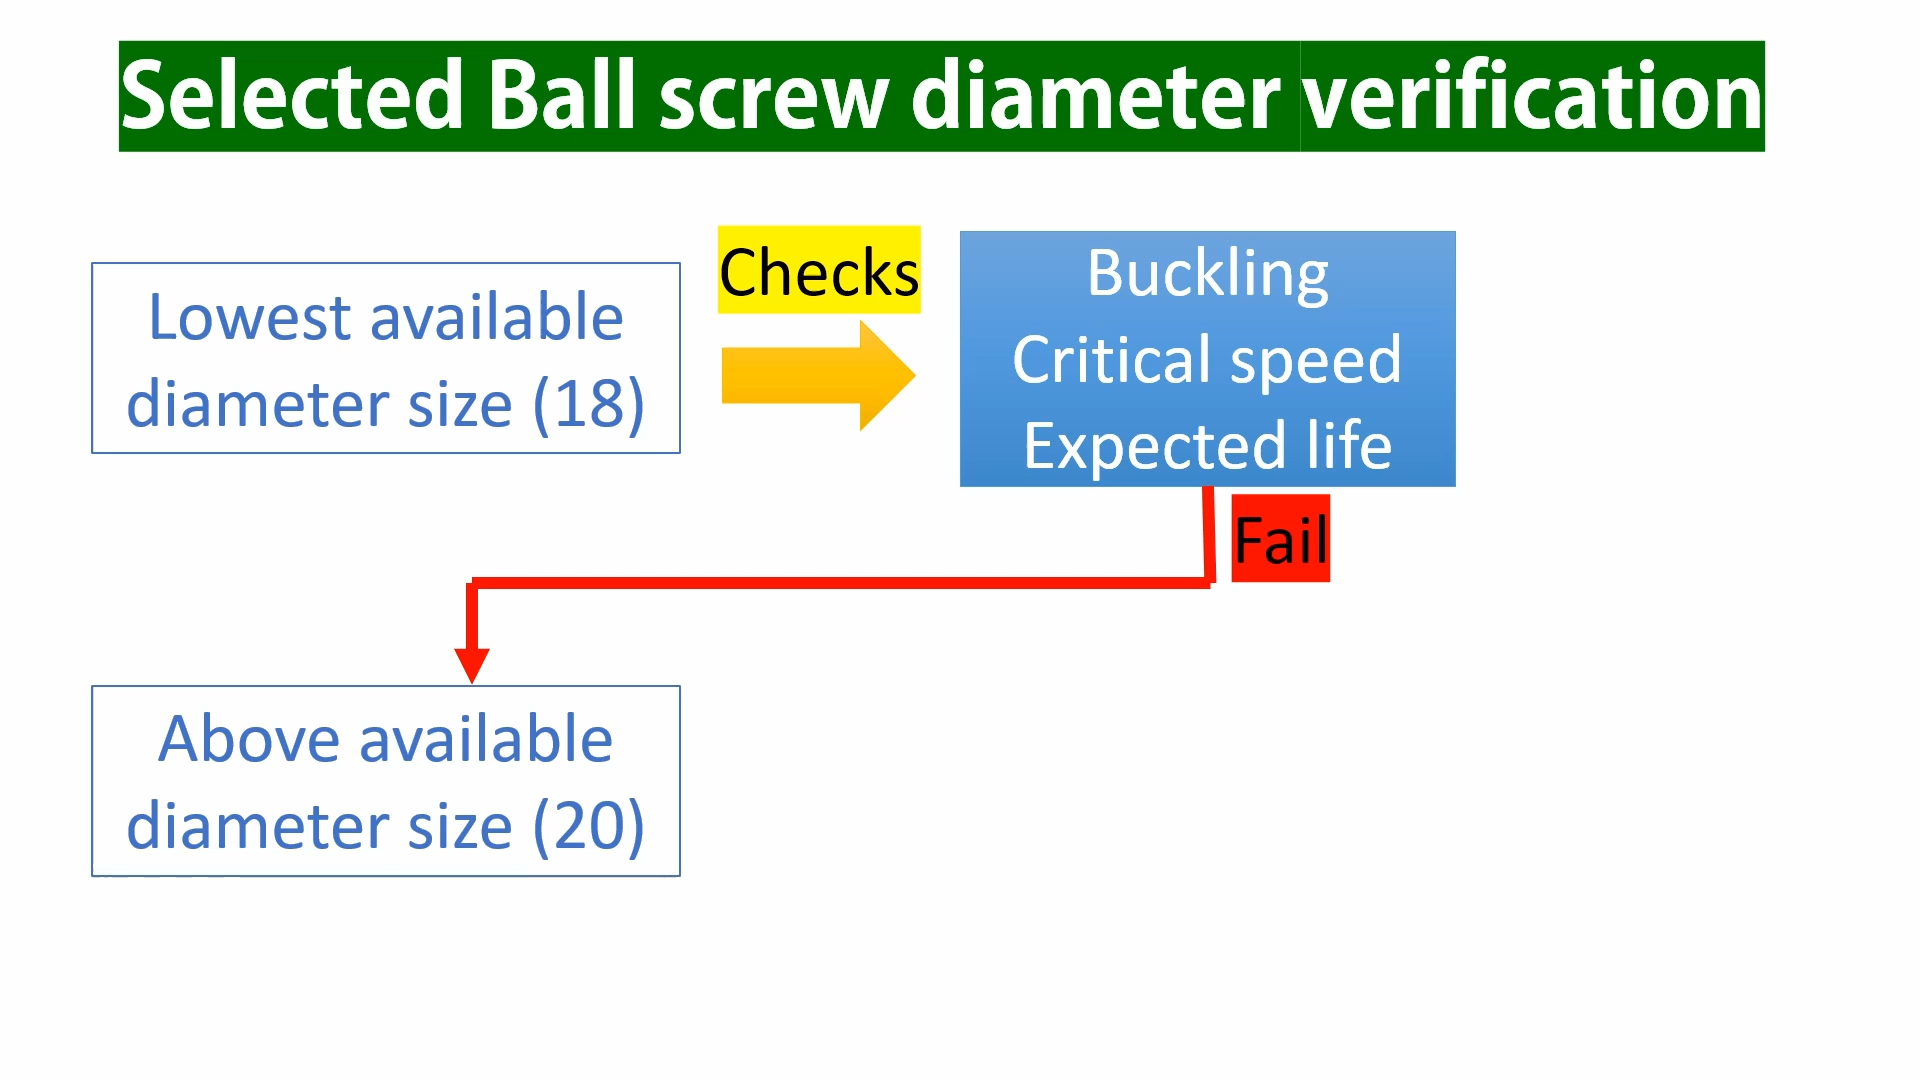 Selected Ball screw diameter verification
Checks
Lowest available
diameter size (18)
Buckling
Critical speed
Expected life
Fail
Above available
diameter size (20)